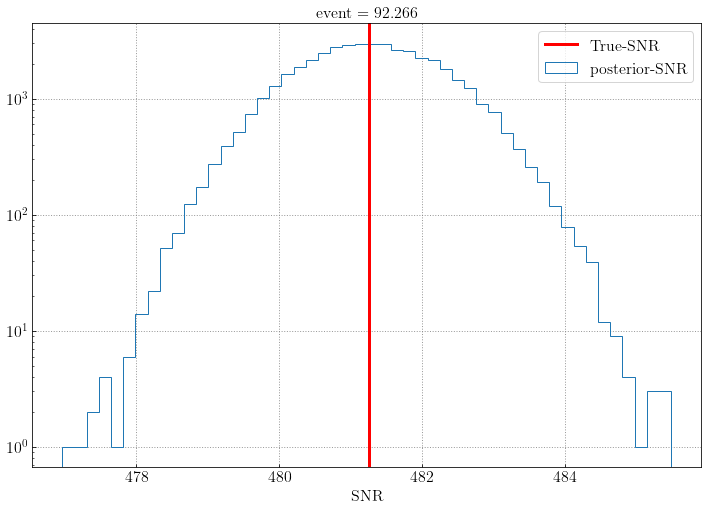 event = 92.266
True-SNR
posterior-SNR
10³
10²
10¹
10⁰
478 480 482 484
SNR